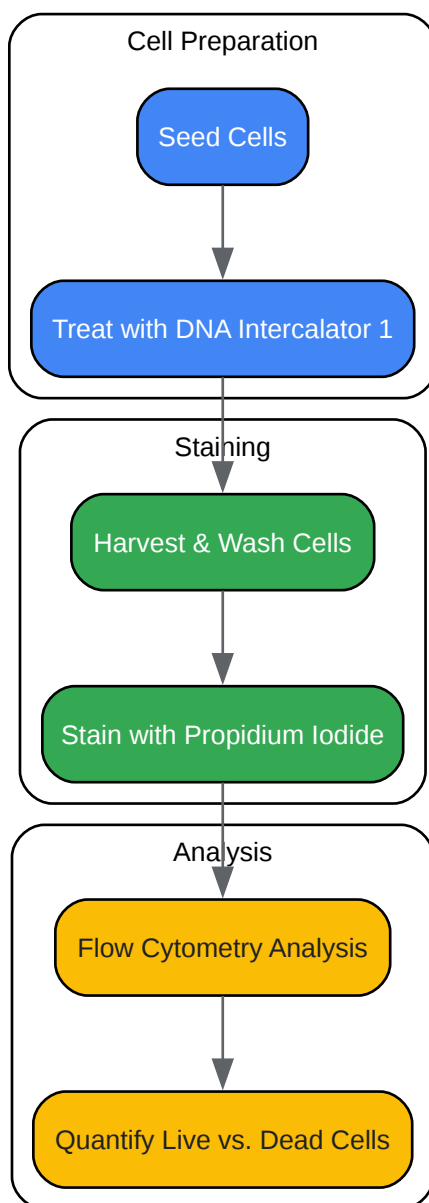 Cell Preparation
Seed Cells
Treat with DNA Intercalator 1
Staining
Harvest & Wash Cells
Stain with Propidium Iodide
Analysis
Flow Cytometry Analysis
Quantify Live vs. Dead Cells